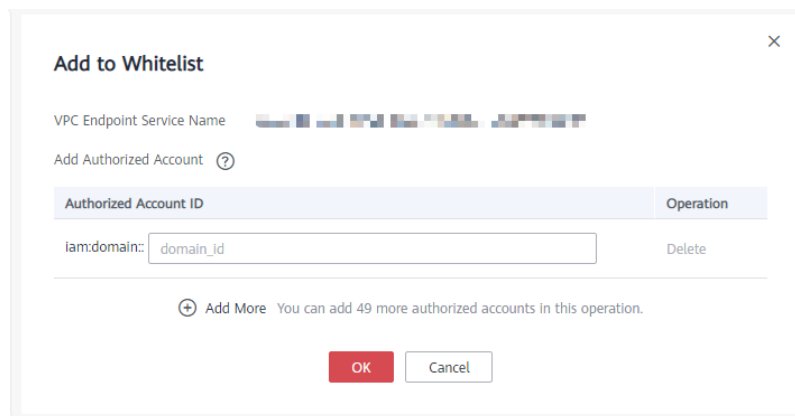 Add to Whitelist
VPC Endpoint Service Name
Add Authorized Account ?
Authorized Account ID Operation
iam:domain:: domain_id Delete
Add More You can add 49 more authorized accounts in this operation.
OK Cancel